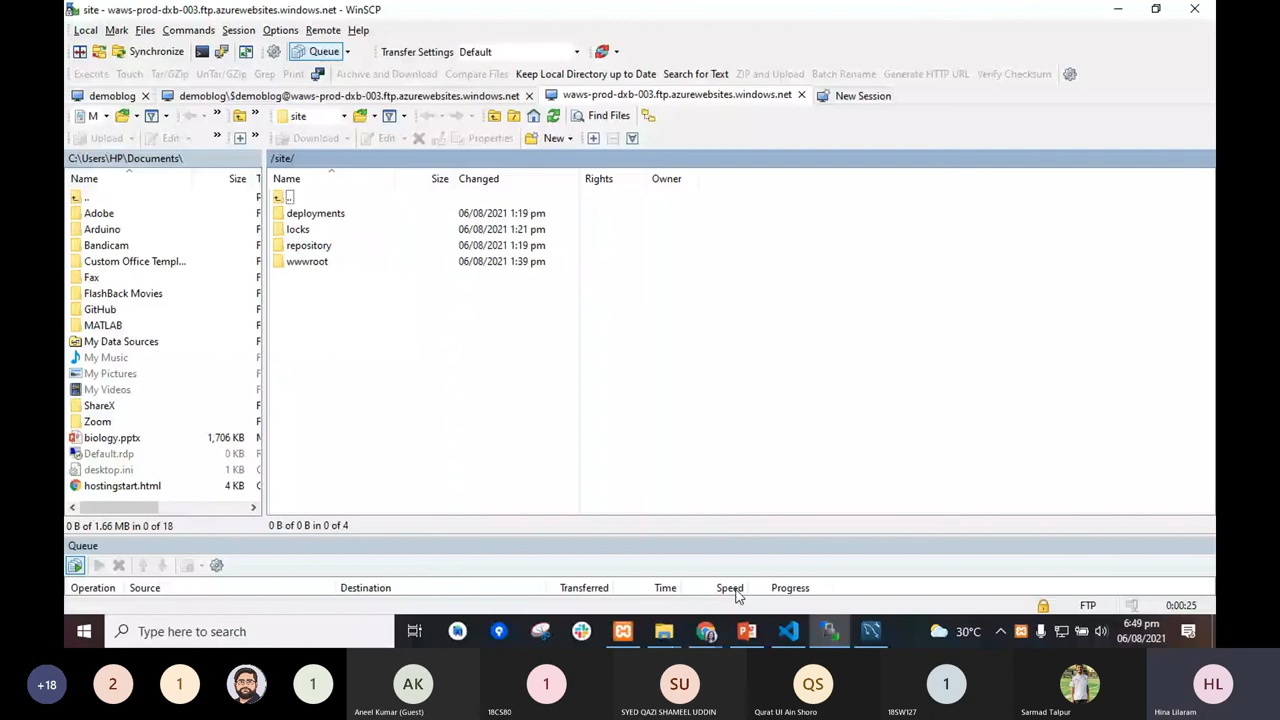 site - waws-prod-dxb-003.ftp.azurewebsites.windows.net - WinSCP
Local Mark Files Commands Session Options Remote Help
Synchronize Queue Transfer Settings Default
Execute Touch Tar/GZip UnTar/GZip Grep Print Archive and Download Compare Files Keep Local Directory up to Date Search for Text ZIP and Upload Batch Rename Generate HTTP URL Verify Checksum
demoblog demoblog\$demoblog@waws-prod-dxb-003.ftp.azurewebsites.windows.net waws-prod-dxb-003.ftp.azurewebsites.windows.net New Session
M site Find Files
Upload Edit Download Edit Properties New
C:\Users\HP\Documents\ /site/
Name Size T Name Size Changed Rights Owner
.. P ..
Adobe F deployments 06/08/2021 1:19 pm
Arduino F locks 06/08/2021 1:21 pm
Bandicam F repository 06/08/2021 1:19 pm
Custom Office Templ... F wwwroot 06/08/2021 1:39 pm
Fax F
FlashBack Movies F
GitHub F
MATLAB F
My Data Sources F
My Music F
My Pictures F
My Videos F
ShareX F
Zoom F
biology.pptx 1,706 KB
Default.rdp 0 KB
desktop.ini 1 KB
hostingstart.html 4 KB
0 B of 1.66 MB in 0 of 18 0 B of 0 B in 0 of 4
Queue
Operation Source Destination Transferred Time Speed Progress
FTP 0:00:25
Type here to search 30°C 6:49 pm
06/08/2021
+18 2 1 1 AK 1 SU QS 1 HL
Aneel Kumar (Guest) 18CS80 SYED QAZI SHAMEEL UDDIN Qurat Ul Ain Shoro 18SW127 Sarmad Talpur Hina Lilaram